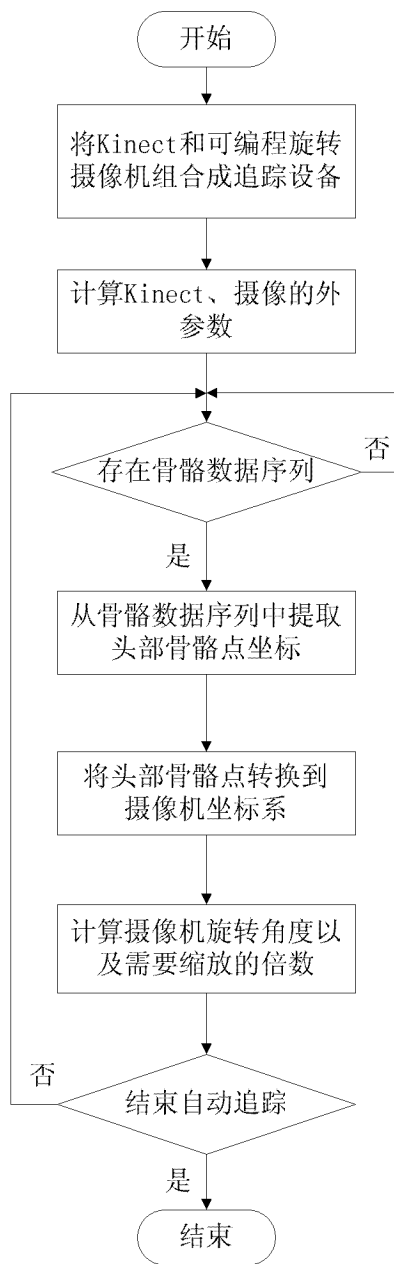 开始
将Kinect和可编程旋转
摄像机组合成追踪设备
计算Kinect、摄像的外
参数
存在骨骼数据序列
否
是
从骨骼数据序列中提取
头部骨骼点坐标
将头部骨骼点转换到
摄像机坐标系
计算摄像机旋转角度以
及需要缩放的倍数
否
结束自动追踪
是
结束